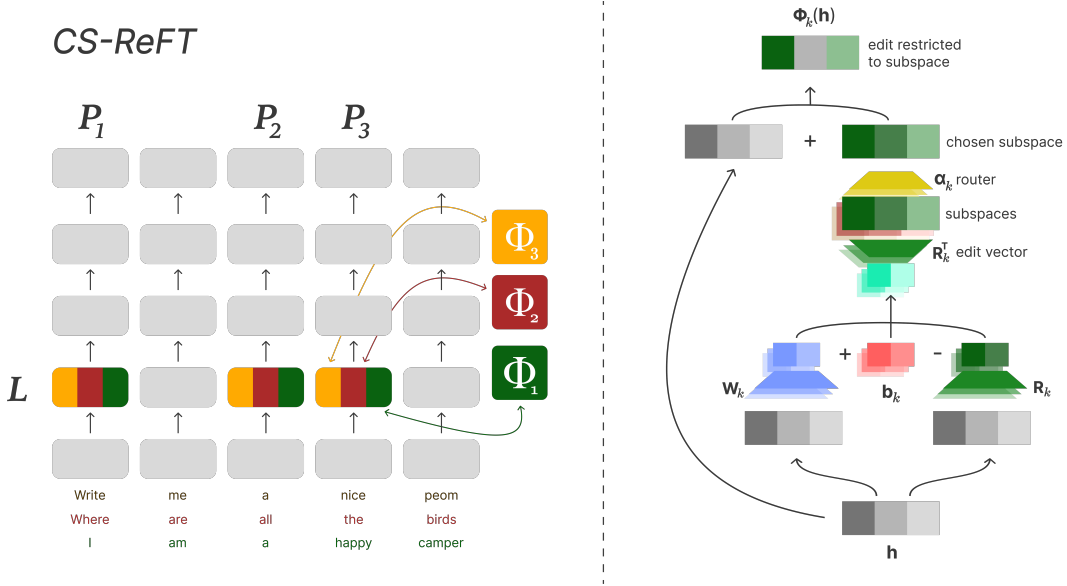 CS-ReFT
P1 P2 P3
Φ3
Φ2
L
Φ1
Write me a nice peom
Where are all the birds
I am a happy camper
Φk(h)
edit restricted
to subspace
+
chosen subspace
αk router
subspaces
RkT edit vector
+ -
Wk bk Rk
h